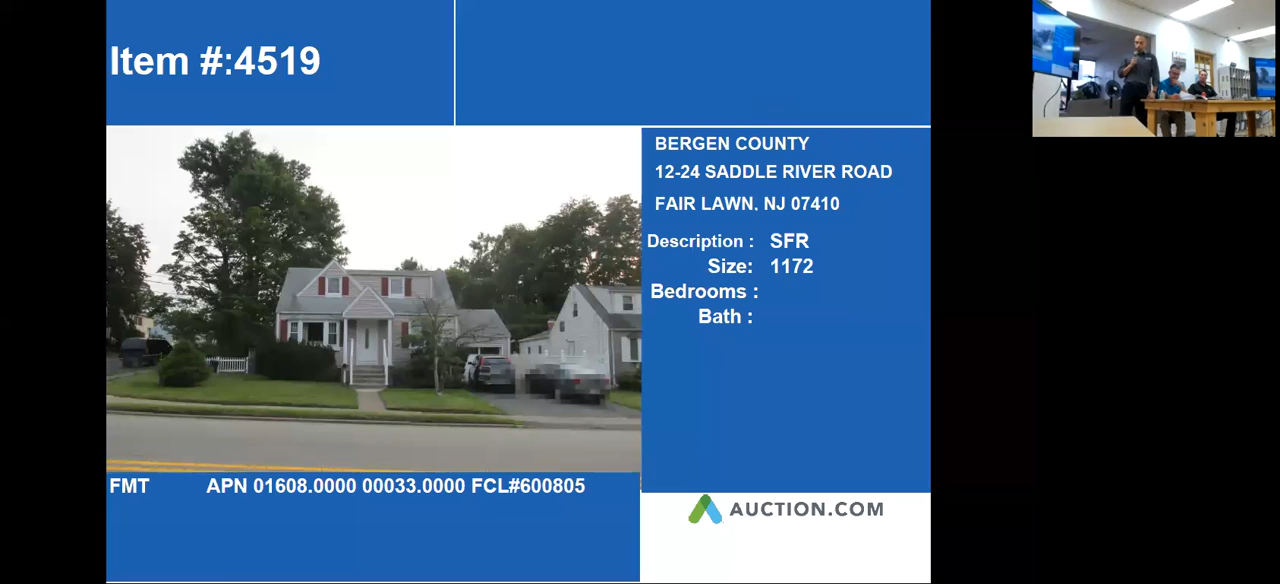 Item #:4519
BERGEN COUNTY
12-24 SADDLE RIVER ROAD
FAIR LAWN, NJ 07410
Description : SFR
Size: 1172
Bedrooms :
Bath :
FMT APN 01608.0000 00033.0000 FCL#600805
AUCTION.COM